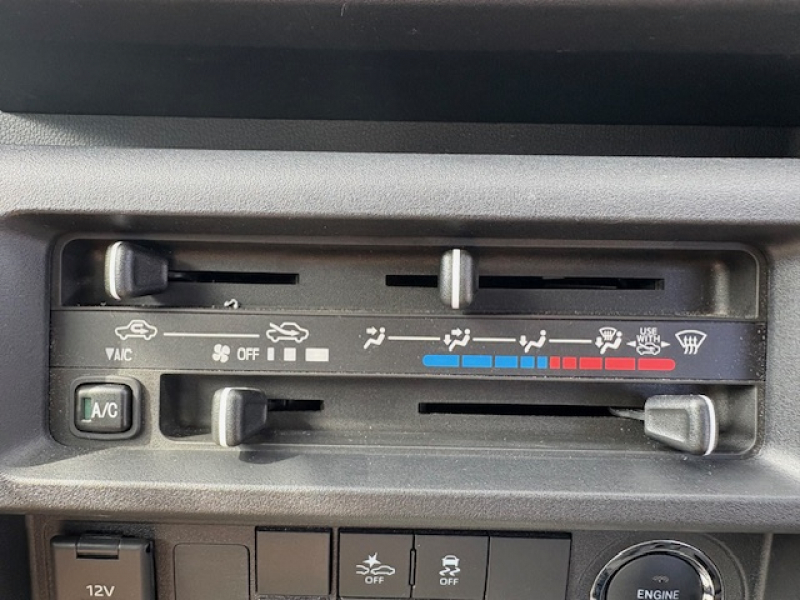 USE
WITH
▼A/C
OFF
A/C
12V
OFF
OFF
ENGINE